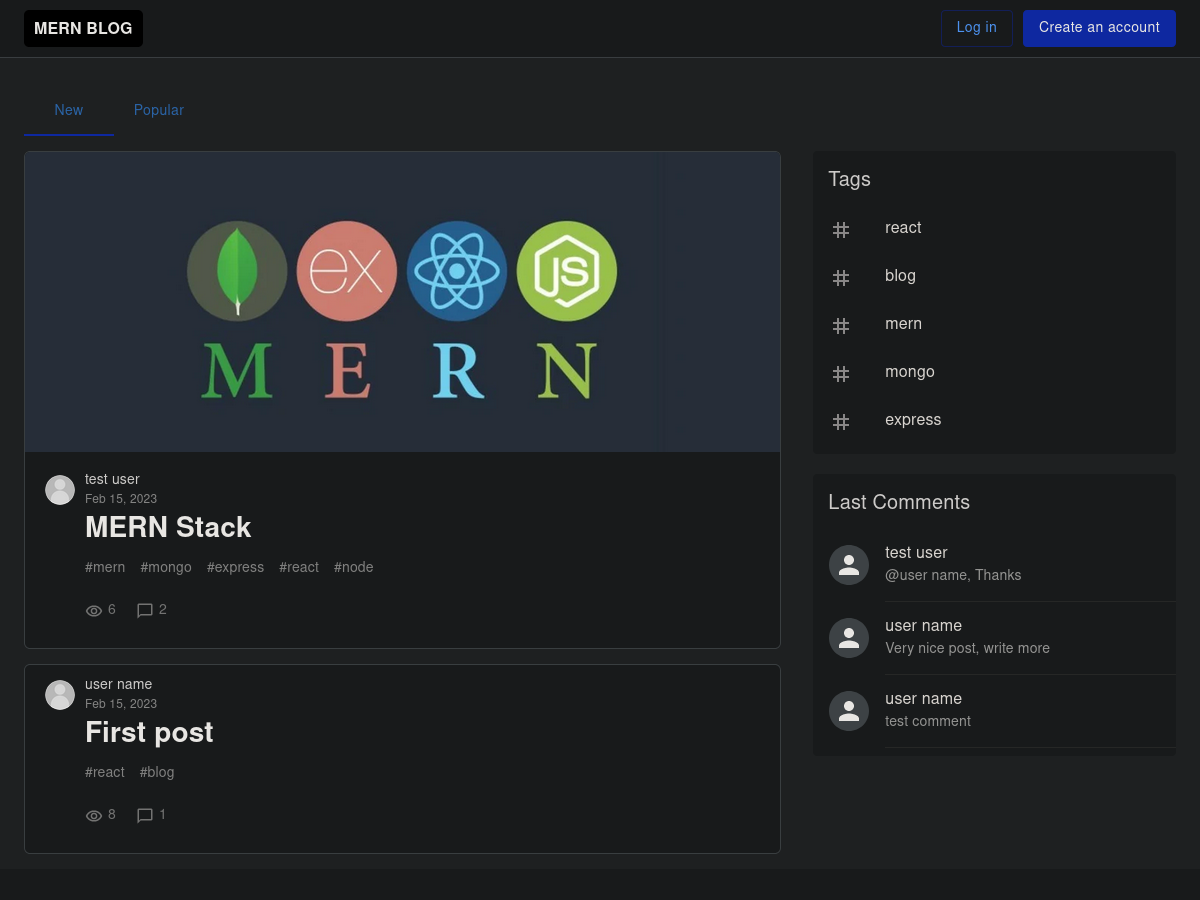 MERN BLOG
Log in
Create an account
New
Popular
ex
JS
M E R N
test user
Feb 15, 2023
MERN Stack
#mern #mongo #express #react #node
6 2
user name
Feb 15, 2023
First post
#react #blog
8 1
Tags
# react
# blog
# mern
# mongo
# express
Last Comments
test user
@user name, Thanks
user name
Very nice post, write more
user name
test comment